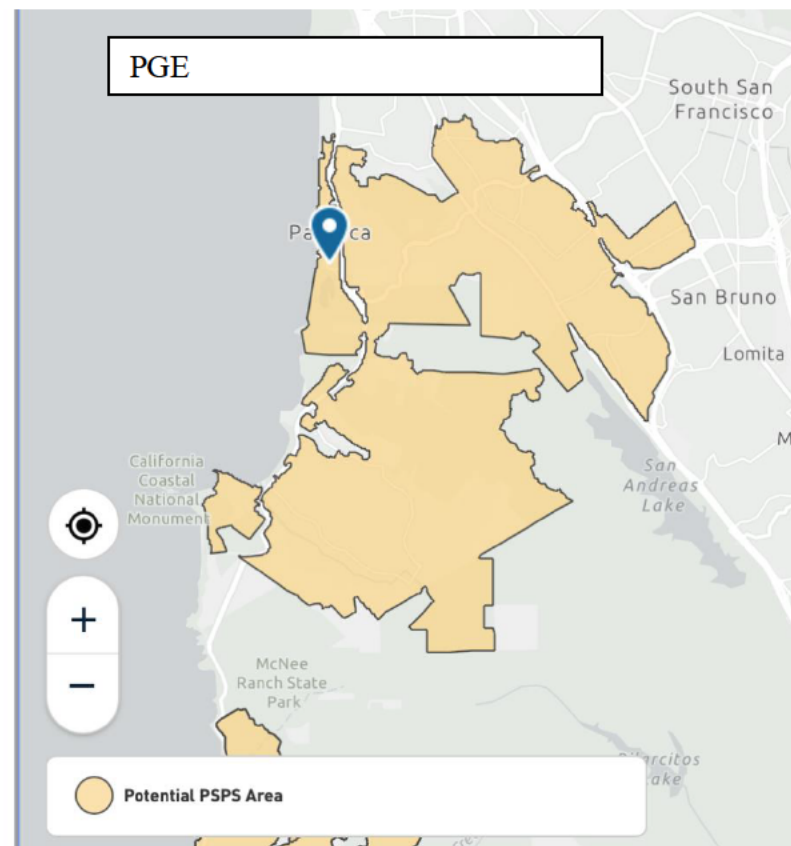 PGE
South San
Francisco
Pa ca
San Bruno
Lomita
M
San
Andreas
Lake
California
Coastal
National
Monument
+
−
McNee
Ranch State
Park
arcitos
ake
Potential PSPS Area